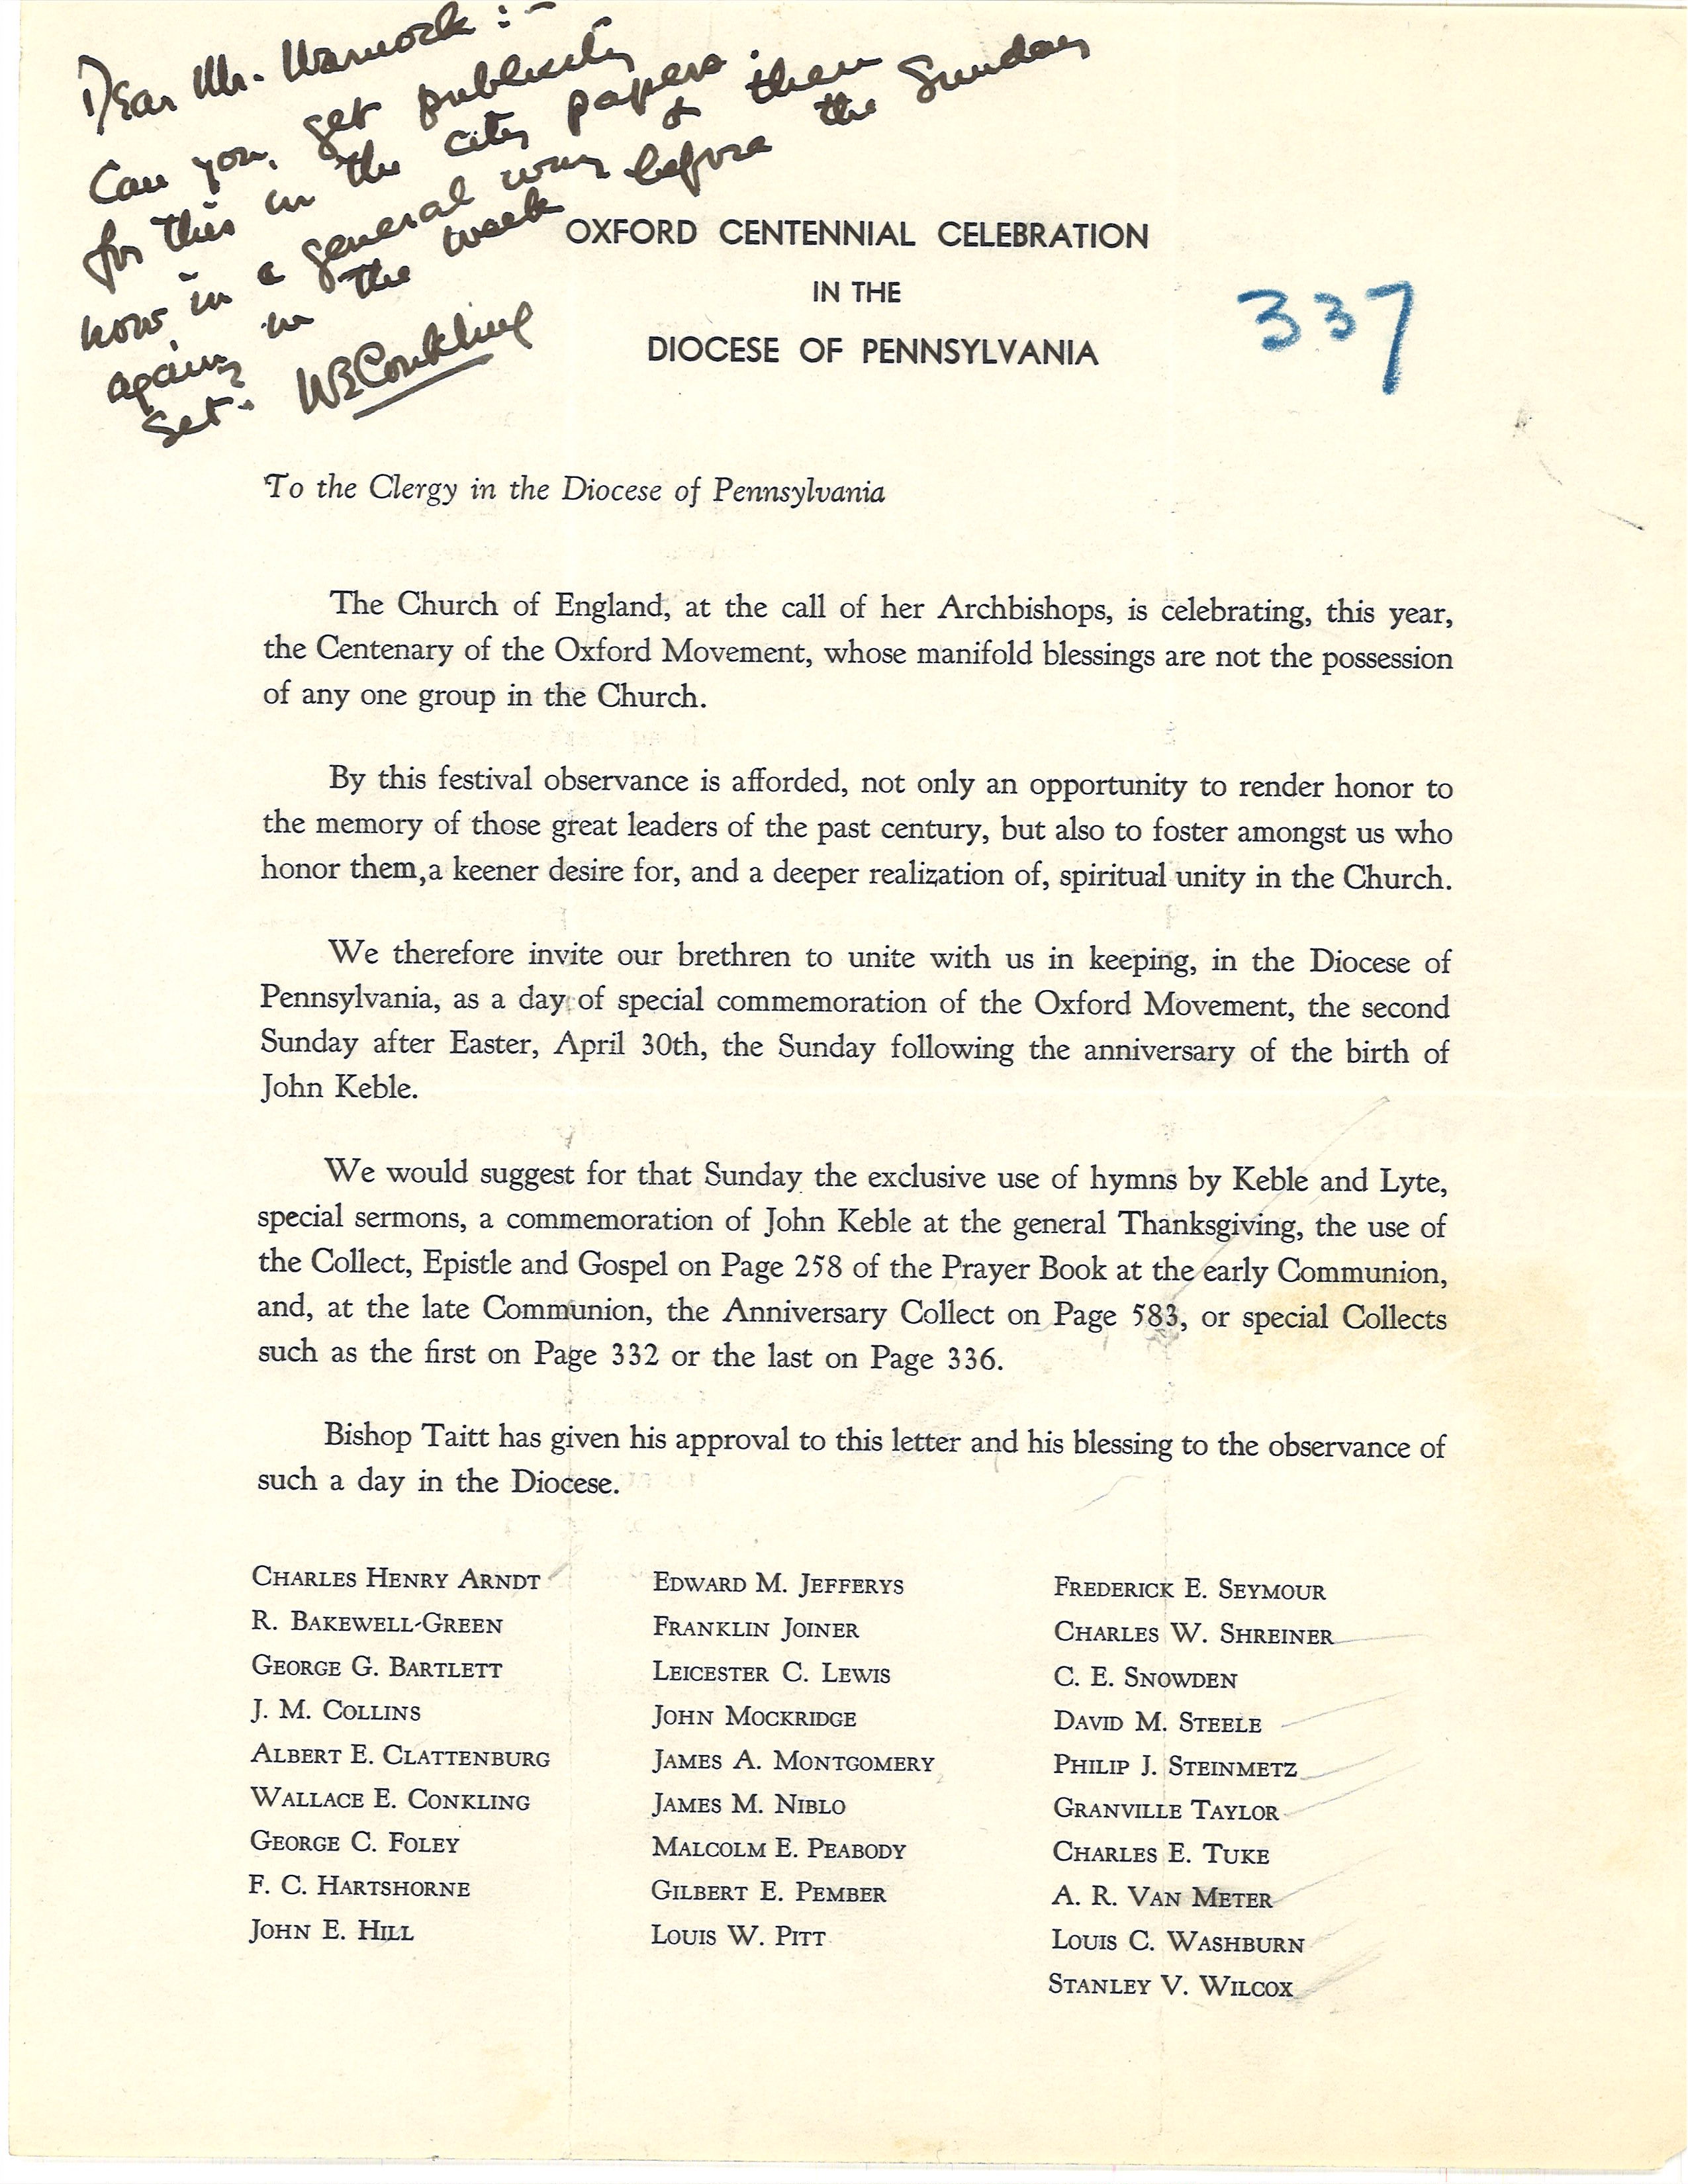 Dear Mr. Warnock :-
Can you, get publicity
for this in the city papers
now in a general way & then
again, in the week before the Sunday
set. WEConkling
OXFORD CENTENNIAL CELEBRATION
IN THE
DIOCESE OF PENNSYLVANIA
337
To the Clergy in the Diocese of Pennsylvania
The Church of England, at the call of her Archbishops, is celebrating, this year,
the Centenary of the Oxford Movement, whose manifold blessings are not the possession
of any one group in the Church.
By this festival observance is afforded, not only an opportunity to render honor to
the memory of those great leaders of the past century, but also to foster amongst us who
honor them,a keener desire for, and a deeper realization of, spiritual unity in the Church.
We therefore invite our brethren to unite with us in keeping, in the Diocese of
Pennsylvania, as a day of special commemoration of the Oxford Movement, the second
Sunday after Easter, April 30th, the Sunday following the anniversary of the birth of
John Keble.
We would suggest for that Sunday the exclusive use of hymns by Keble and Lyte,
special sermons, a commemoration of John Keble at the general Thanksgiving, the use of
the Collect, Epistle and Gospel on Page 258 of the Prayer Book at the early Communion,
and, at the late Communion, the Anniversary Collect on Page 583, or special Collects
such as the first on Page 332 or the last on Page 336.
Bishop Taitt has given his approval to this letter and his blessing to the observance of
such a day in the Diocese.
CHARLES HENRY ARNDT
R. BAKEWELL-GREEN
GEORGE G. BARTLETT
J. M. COLLINS
ALBERT E. CLATTENBURG
WALLACE E. CONKLING
GEORGE C. FOLEY
F. C. HARTSHORNE
JOHN E. HILL
EDWARD M. JEFFERYS
FRANKLIN JOINER
LEICESTER C. LEWIS
JOHN MOCKRIDGE
JAMES A. MONTGOMERY
JAMES M. NIBLO
MALCOLM E. PEABODY
GILBERT E. PEMBER
LOUIS W. PITT
FREDERICK E. SEYMOUR
CHARLES W. SHREINER
C. E. SNOWDEN
DAVID M. STEELE
PHILIP J. STEINMETZ
GRANVILLE TAYLOR
CHARLES E. TUKE
A. R. VAN METER
LOUIS C. WASHBURN
STANLEY V. WILCOX